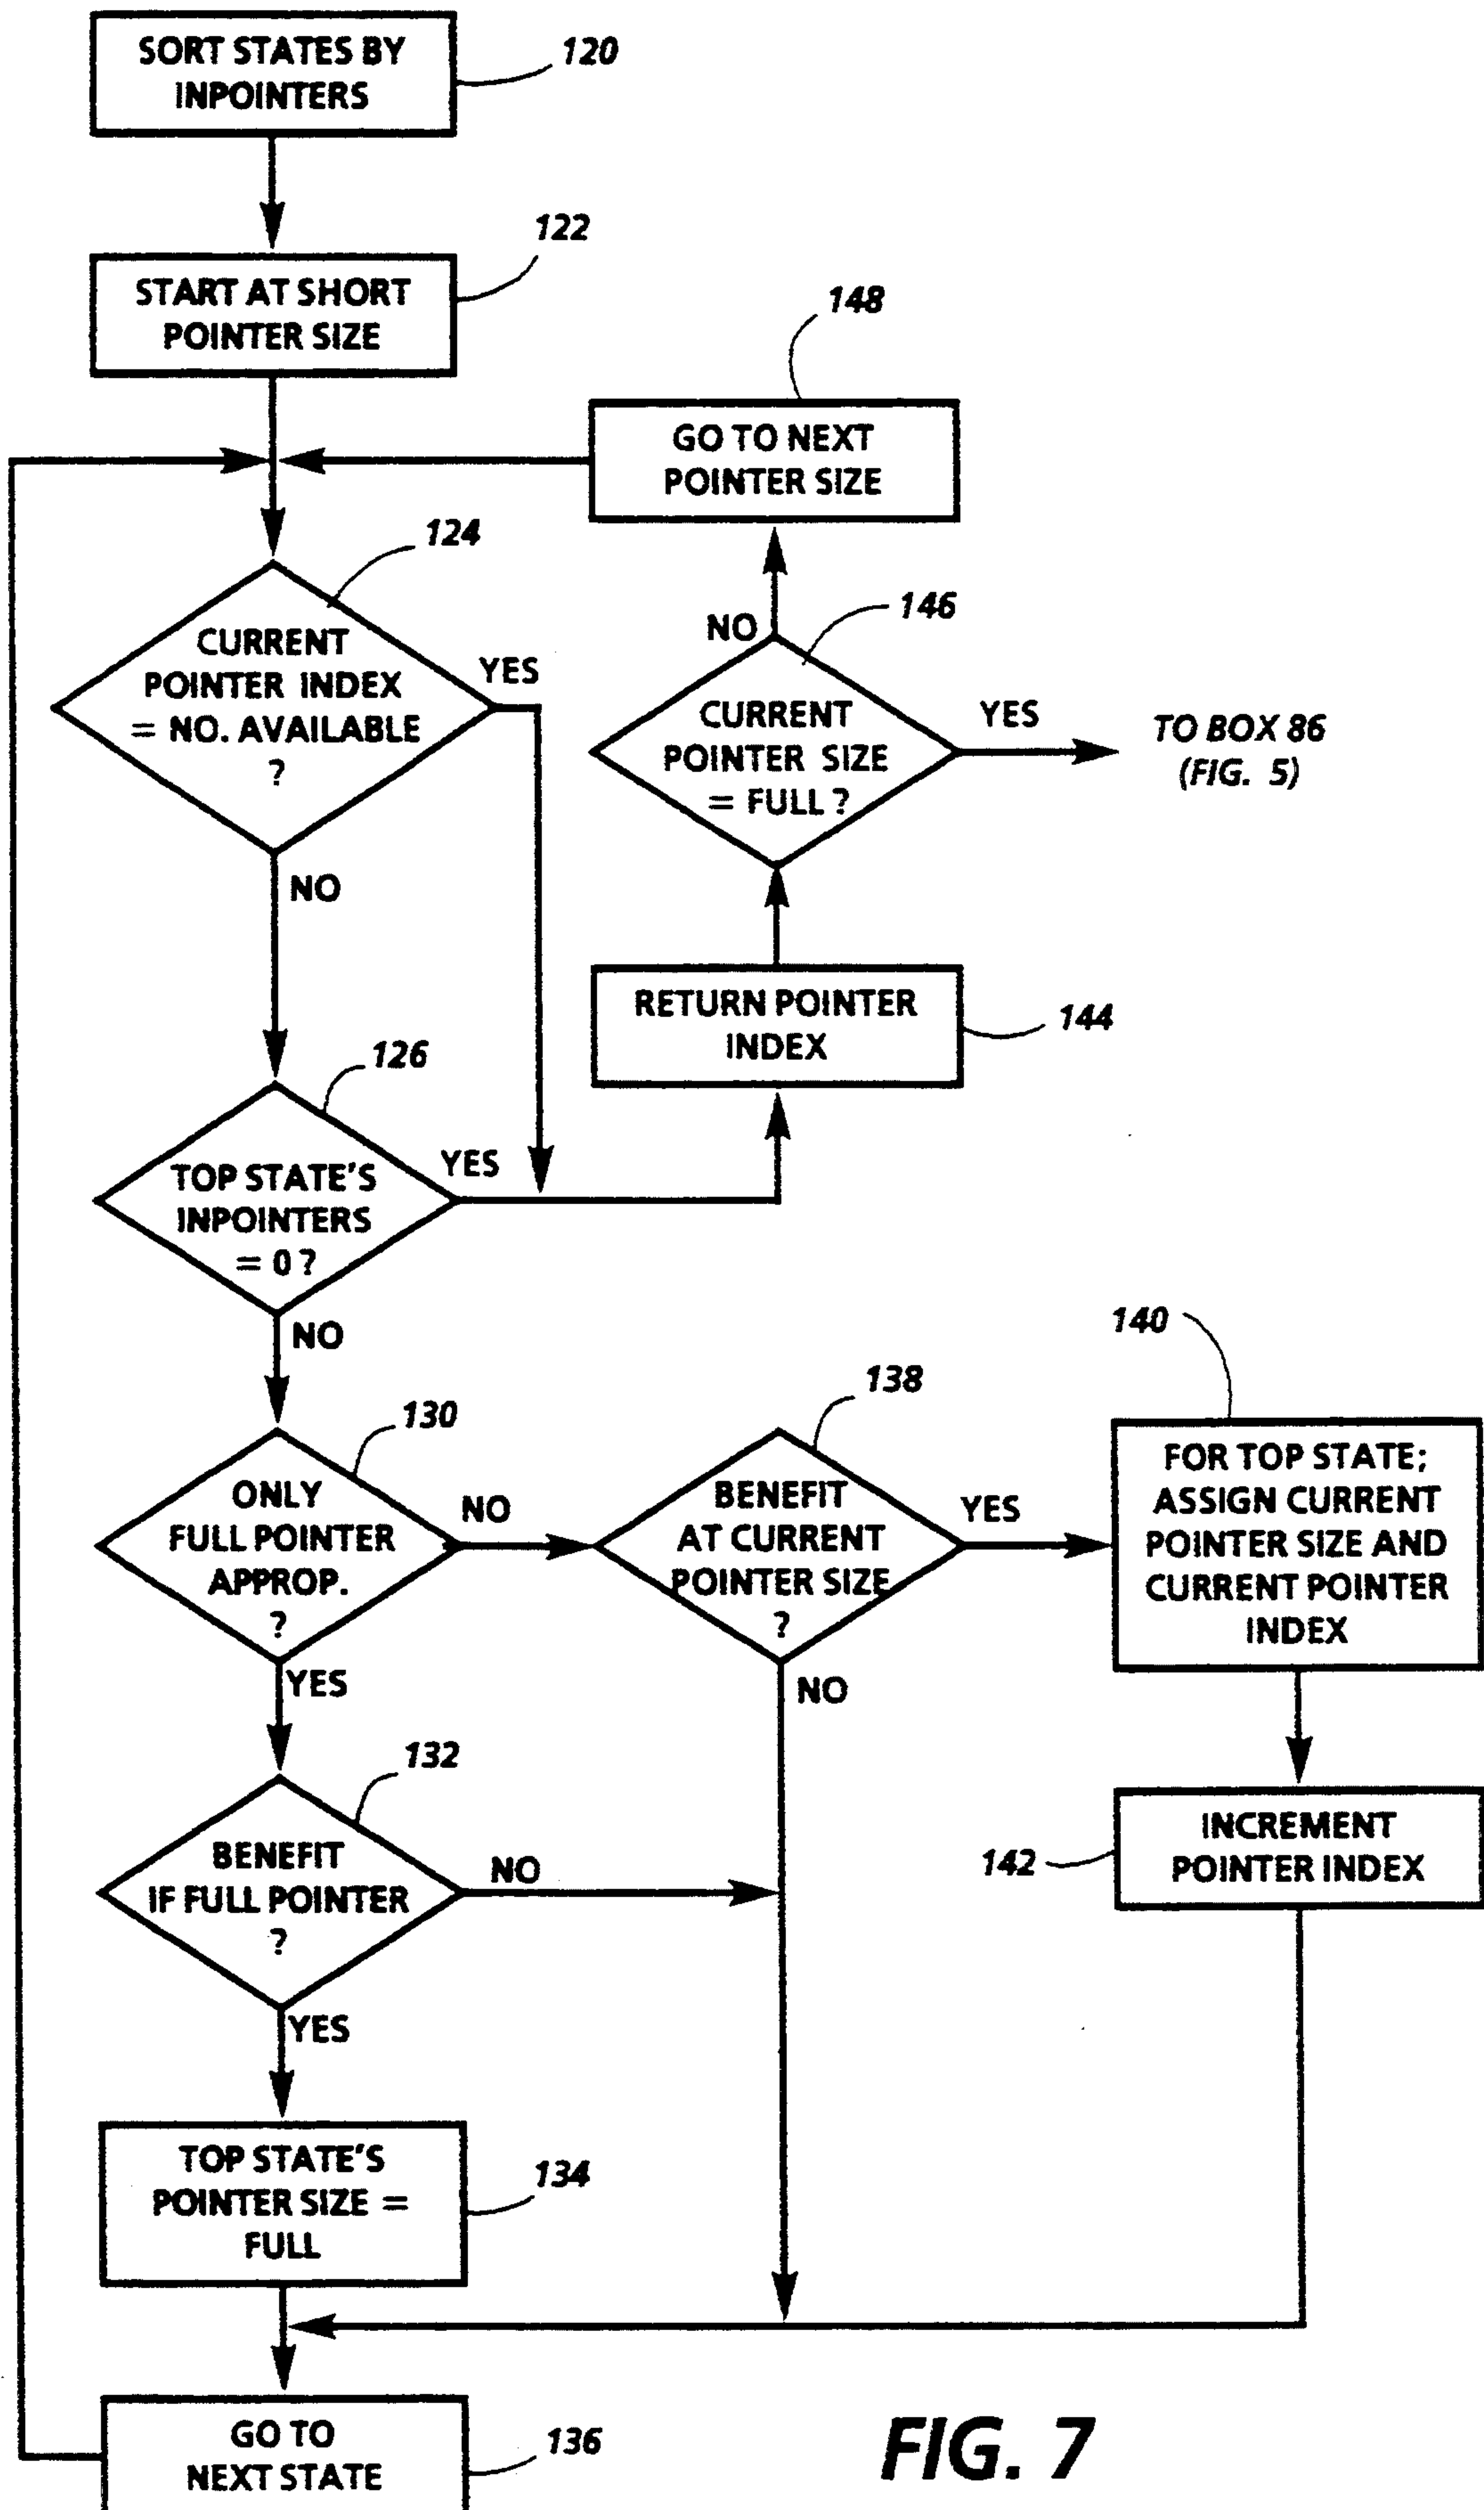 SORT STATES BY
INPOINTERS
120
122
START AT SHORT
POINTER SIZE
148
GO TO NEXT
POINTER SIZE
124
CURRENT
POINTER INDEX
= NO. AVAILABLE
?
YES
NO
146
NO
CURRENT
POINTER SIZE
= FULL?
YES
TO BOX 86
(FIG. 5)
RETURN POINTER
INDEX
144
126
TOP STATE'S
INPOINTERS
= 0?
YES
NO
130
ONLY
FULL POINTER
APPROP.
?
NO
YES
138
BENEFIT
AT CURRENT
POINTER SIZE
?
YES
NO
140
FOR TOP STATE;
ASSIGN CURRENT
POINTER SIZE AND
CURRENT POINTER
INDEX
132
BENEFIT
IF FULL POINTER
?
NO
YES
142
INCREMENT
POINTER INDEX
TOP STATE'S
POINTER SIZE =
FULL
134
GO TO
NEXT STATE
136
FIG. 7